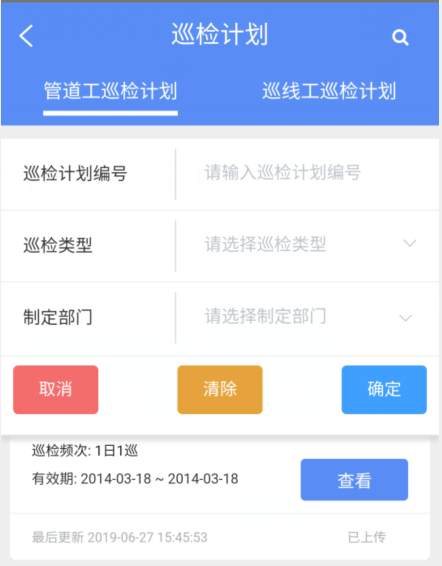 巡检计划
管道工巡检计划 巡线工巡检计划
巡检计划编号 请输入巡检计划编号
巡检类型 请选择巡检类型
制定部门 请选择制定部门
取消 清除 确定
巡检频次: 1日1巡
有效期: 2014-03-18 ~ 2014-03-18
查看
最后更新 2019-06-27 15:45:53 已上传